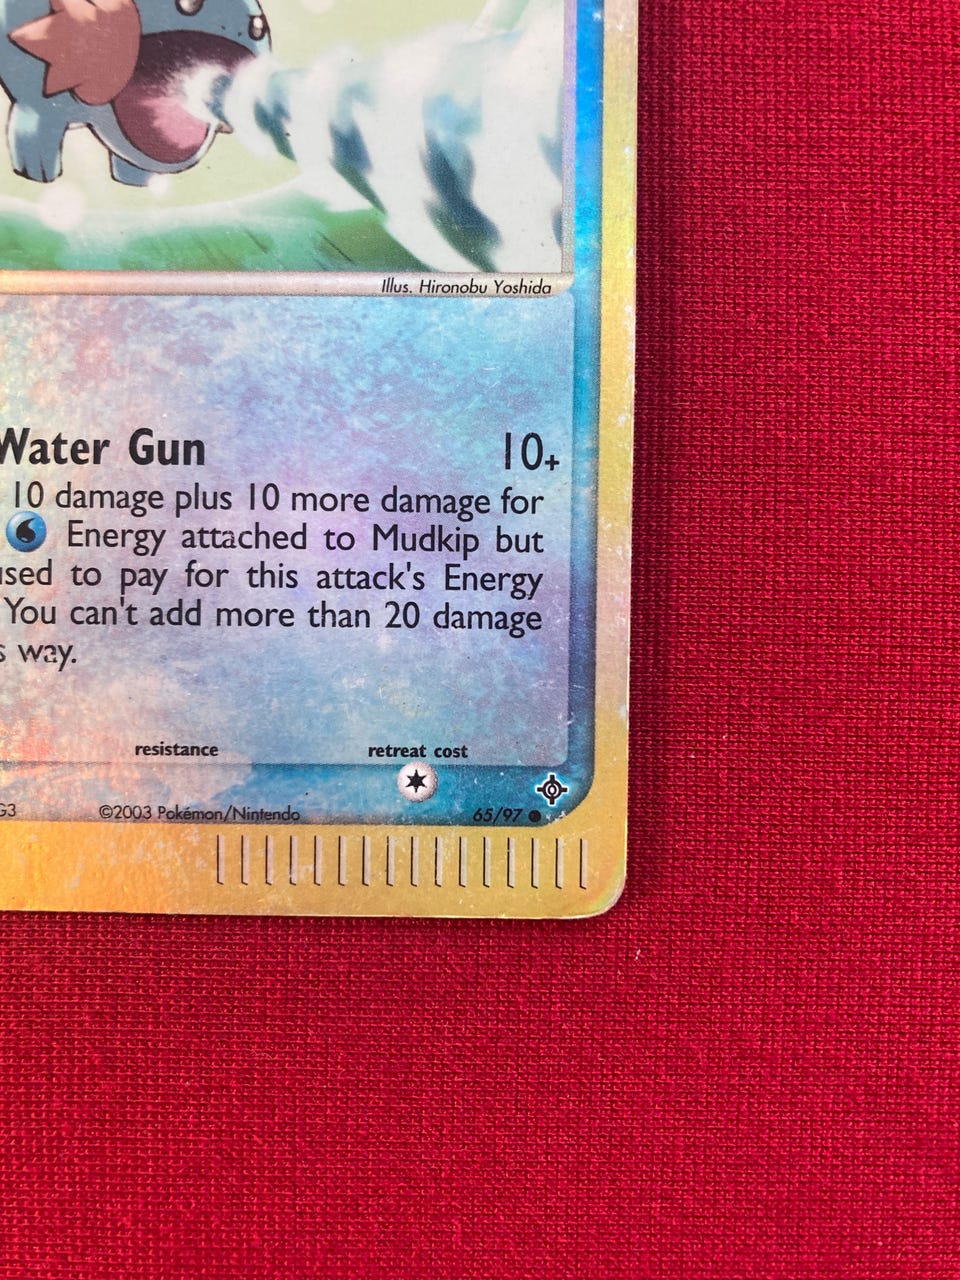 Illus. Hironobu Yoshida
Water Gun 10+
10 damage plus 10 more damage for
Energy attached to Mudkip but
used to pay for this attack's Energy
You can't add more than 20 damage
way.
resistance retreat cost
G3 ©2003 Pokémon/Nintendo 65/97